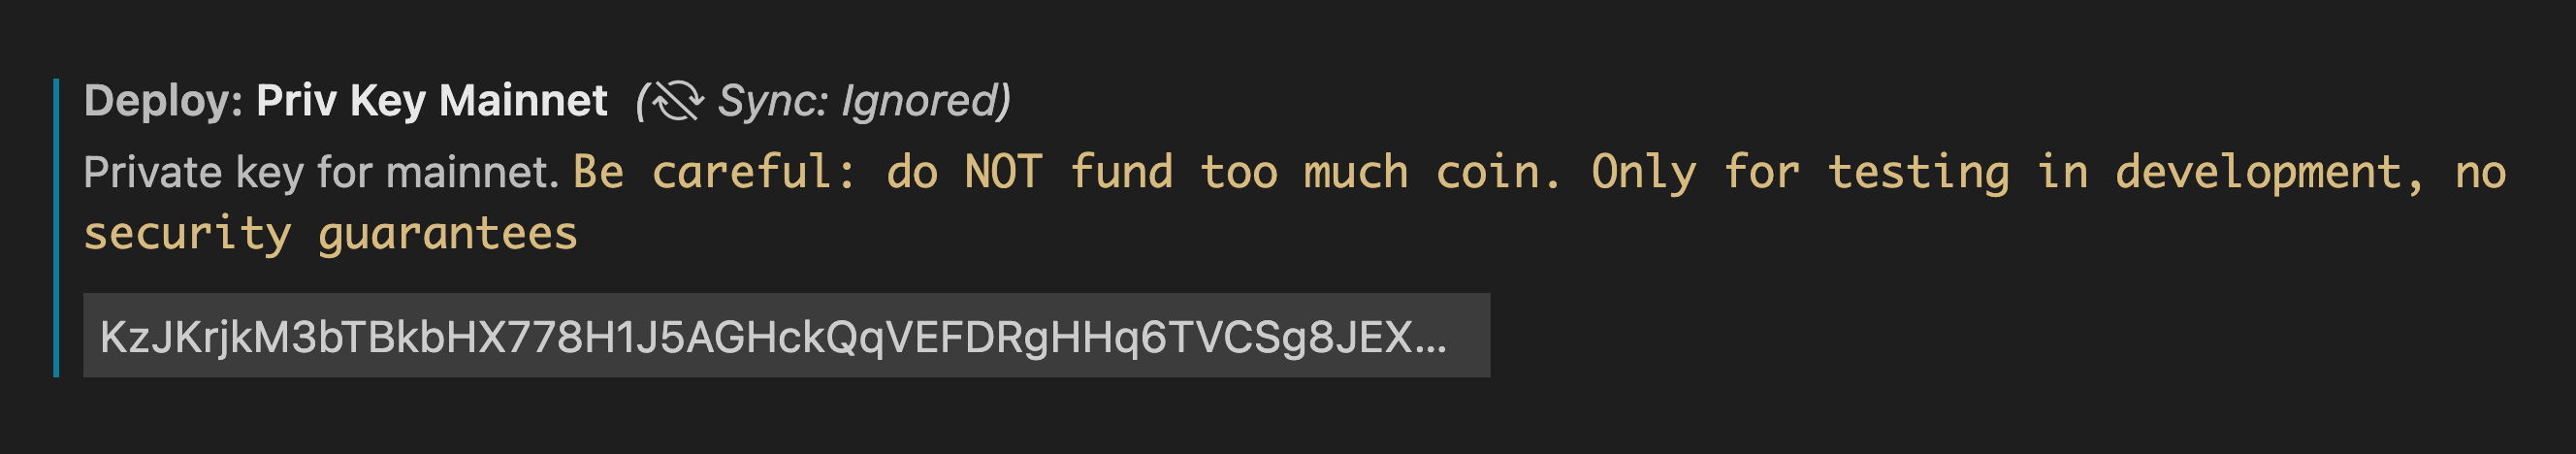 Deploy: Priv Key Mainnet (Sync: Ignored)
Private key for mainnet. Be careful: do NOT fund too much coin. Only for testing in development, no
security guarantees
KzJKrjkM3bTBkbHX778H1J5AGHckQqVEFDRgHHq6TVCSg8JEX...